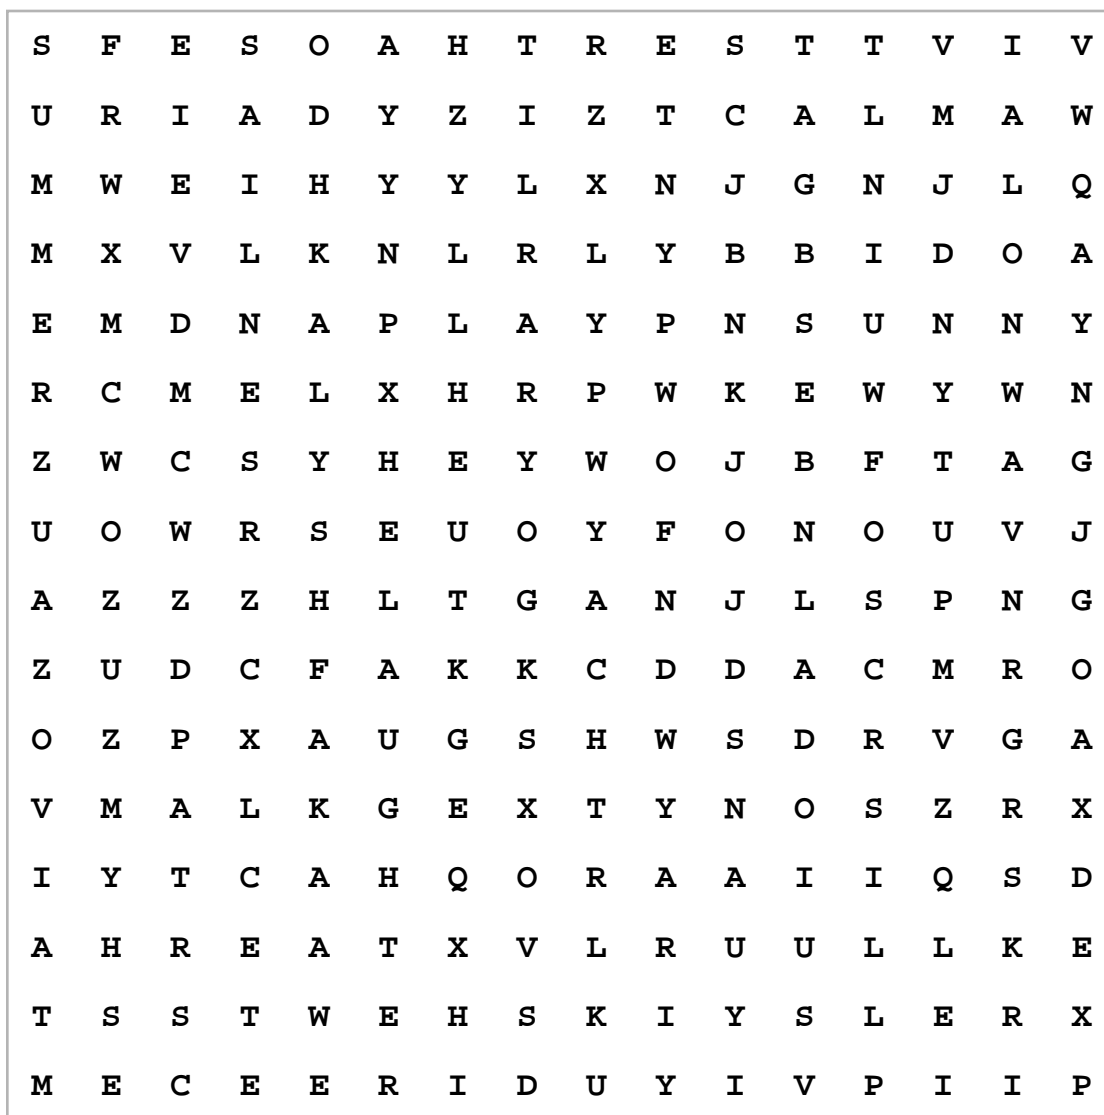 S F E S O A H T R E S T T V I V
U R I A D Y Z I Z T C A L M A W
M W E I H Y Y L X N J G N J L Q
M X V L K N L R L Y B B I D O A
E M D N A P L A Y P N S U N N Y
R C M E L X H R P W K E W Y W N
Z W C S Y H E Y W O J B F T A G
U O W R S E U O Y F O N O U V J
A Z Z Z H L T G A N J L S P N G
Z U D C F A K K C D D A C M R O
O Z P X A U G S H W S D R V G A
V M A L K G E X T Y N O S Z R X
I Y T C A H Q O R A A I I Q S D
A H R E A T X V L R U U L L K E
T S S T W E H S K I Y S L E R X
M E C E E R I D U Y I V P I I P